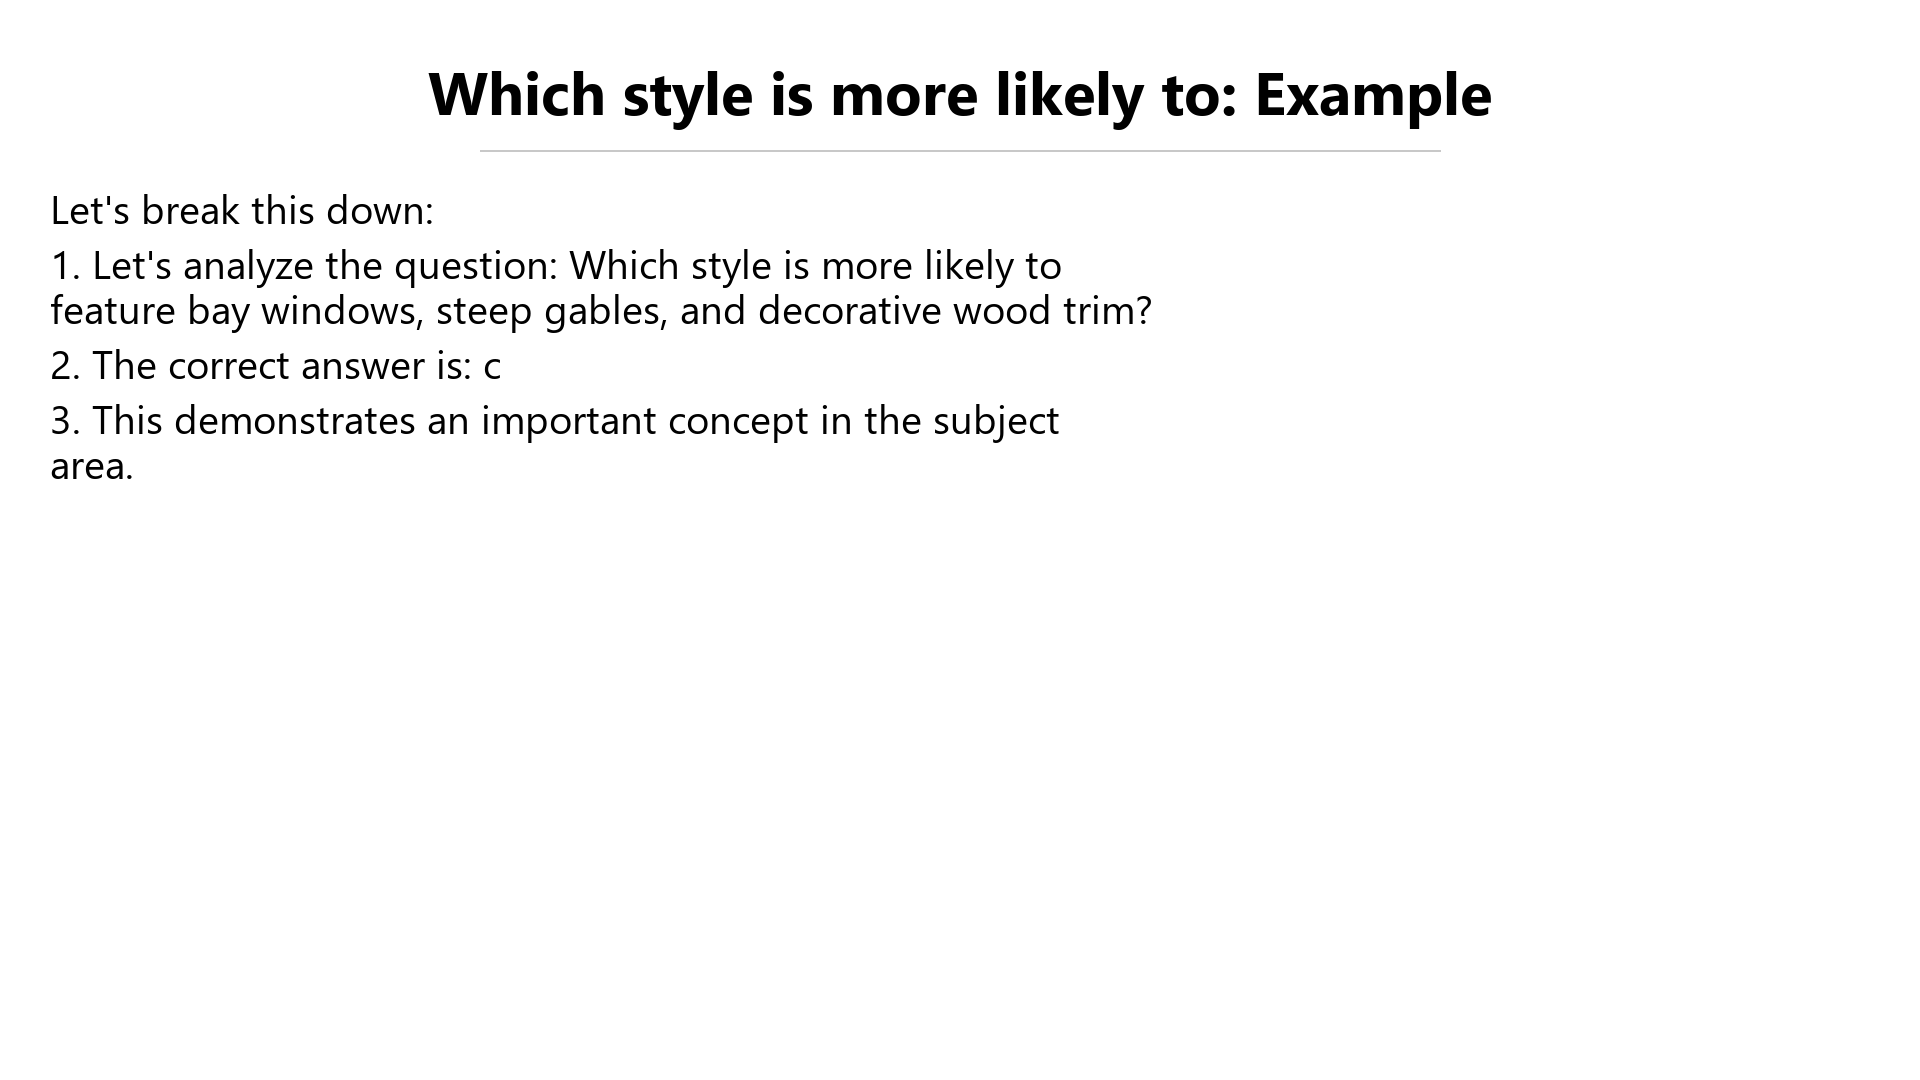 Which style is more likely to: Example
Let's break this down:
1. Let's analyze the question: Which style is more likely to
feature bay windows, steep gables, and decorative wood trim?
2. The correct answer is: c
3. This demonstrates an important concept in the subject
area.